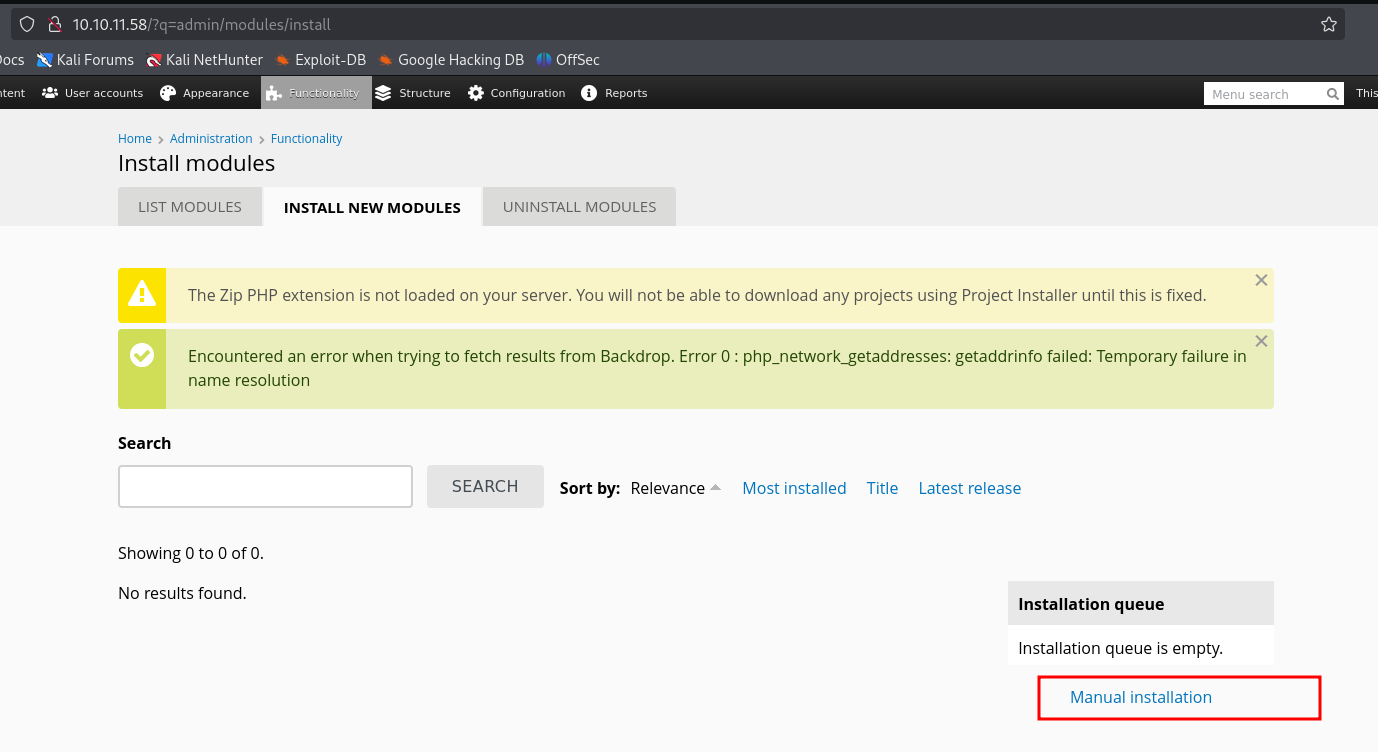 10.10.11.58/?q=admin/modules/install
Docs Kali Forums Kali NetHunter Exploit-DB Google Hacking DB OffSec
ntent User accounts Appearance Functionality Structure Configuration Reports Menu search This
Home › Administration › Functionality
Install modules
LIST MODULES INSTALL NEW MODULES UNINSTALL MODULES
The Zip PHP extension is not loaded on your server. You will not be able to download any projects using Project Installer until this is fixed.
Encountered an error when trying to fetch results from Backdrop. Error 0 : php_network_getaddresses: getaddrinfo failed: Temporary failure in
name resolution
Search
SEARCH Sort by: Relevance Most installed Title Latest release
Showing 0 to 0 of 0.
No results found.
Installation queue
Installation queue is empty.
Manual installation